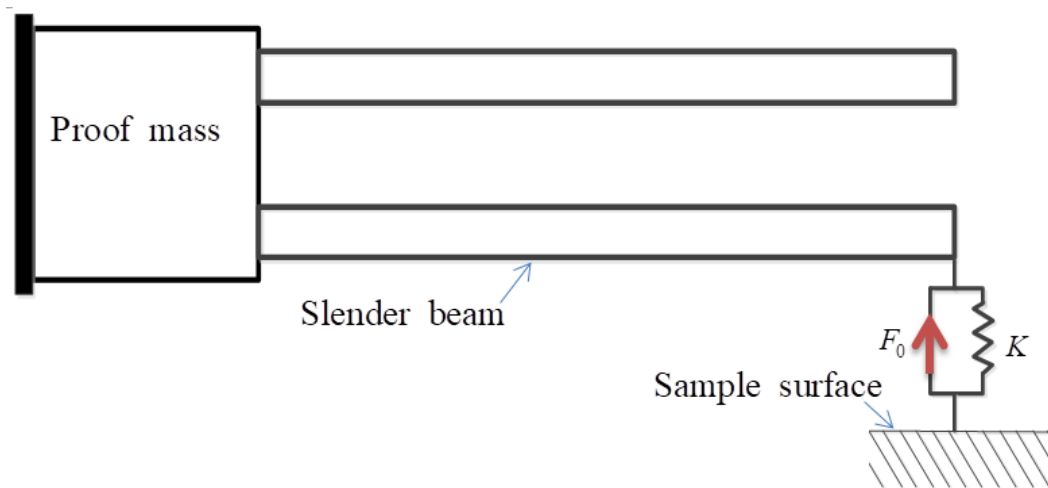 Proof mass
Slender beam
F₀
K
Sample surface